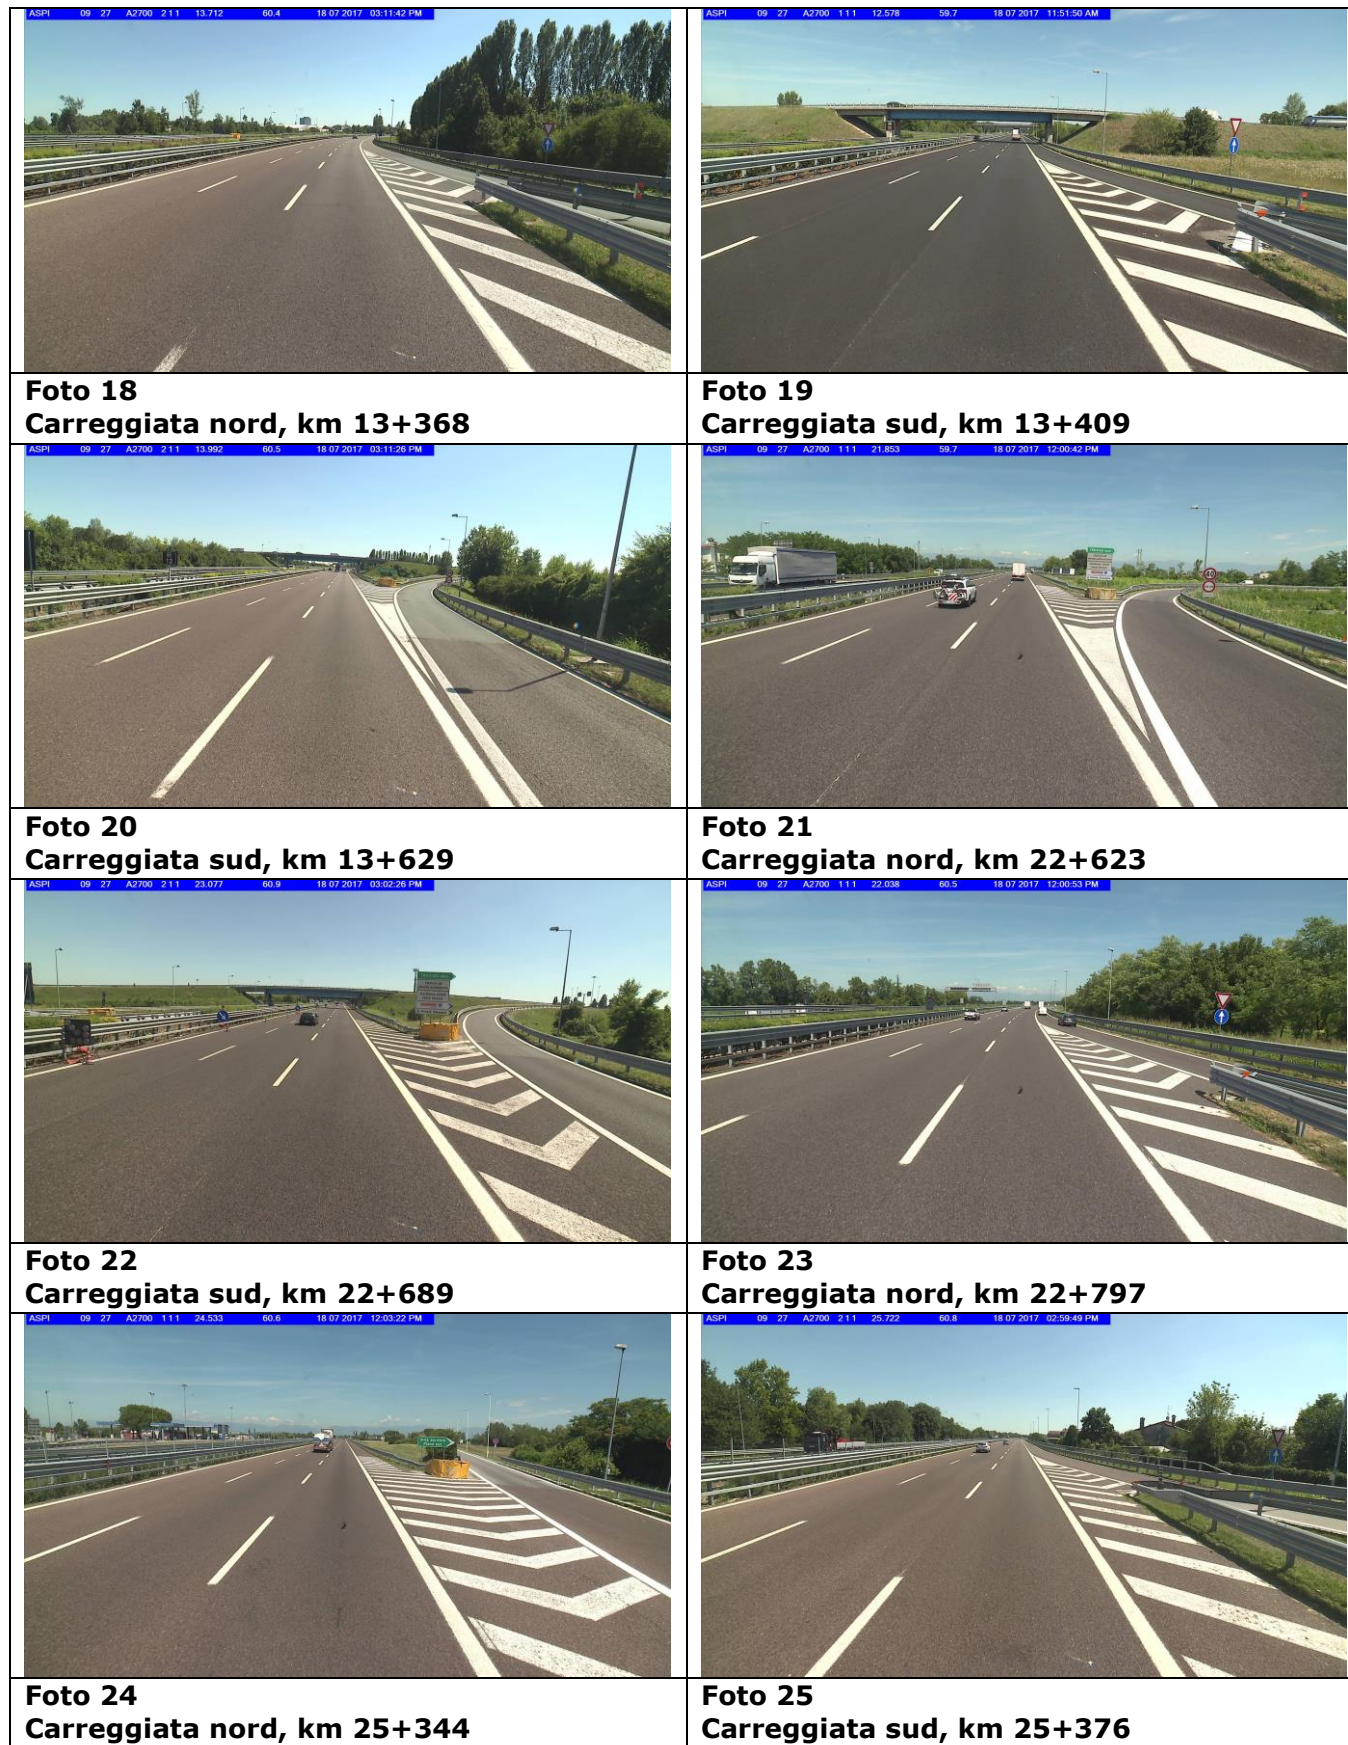 ASPI 09 27 A2700 2 1 1 13.712 60.4 18 07 2017 03:11:42 PM
ASPI 09 27 A2700 1 1 1 12.578 59.7 18 07 2017 11:51:50 AM
Foto 18
Carreggiata nord, km 13+368
Foto 19
Carreggiata sud, km 13+409
ASPI 09 27 A2700 2 1 1 13.992 60.5 18 07 2017 03:11:26 PM
ASPI 09 27 A2700 1 1 1 21.853 59.7 18 07 2017 12:00:42 PM
Foto 20
Carreggiata sud, km 13+629
Foto 21
Carreggiata nord, km 22+623
ASPI 09 27 A2700 2 1 1 23.077 60.9 18 07 2017 03:02:26 PM
ASPI 09 27 A2700 1 1 1 22.038 60.5 18 07 2017 12:00:53 PM
Foto 22
Carreggiata sud, km 22+689
Foto 23
Carreggiata nord, km 22+797
ASPI 09 27 A2700 1 1 1 24.533 60.6 18 07 2017 12:03:22 PM
ASPI 09 27 A2700 2 1 1 25.722 60.8 18 07 2017 02:59:49 PM
Foto 24
Carreggiata nord, km 25+344
Foto 25
Carreggiata sud, km 25+376